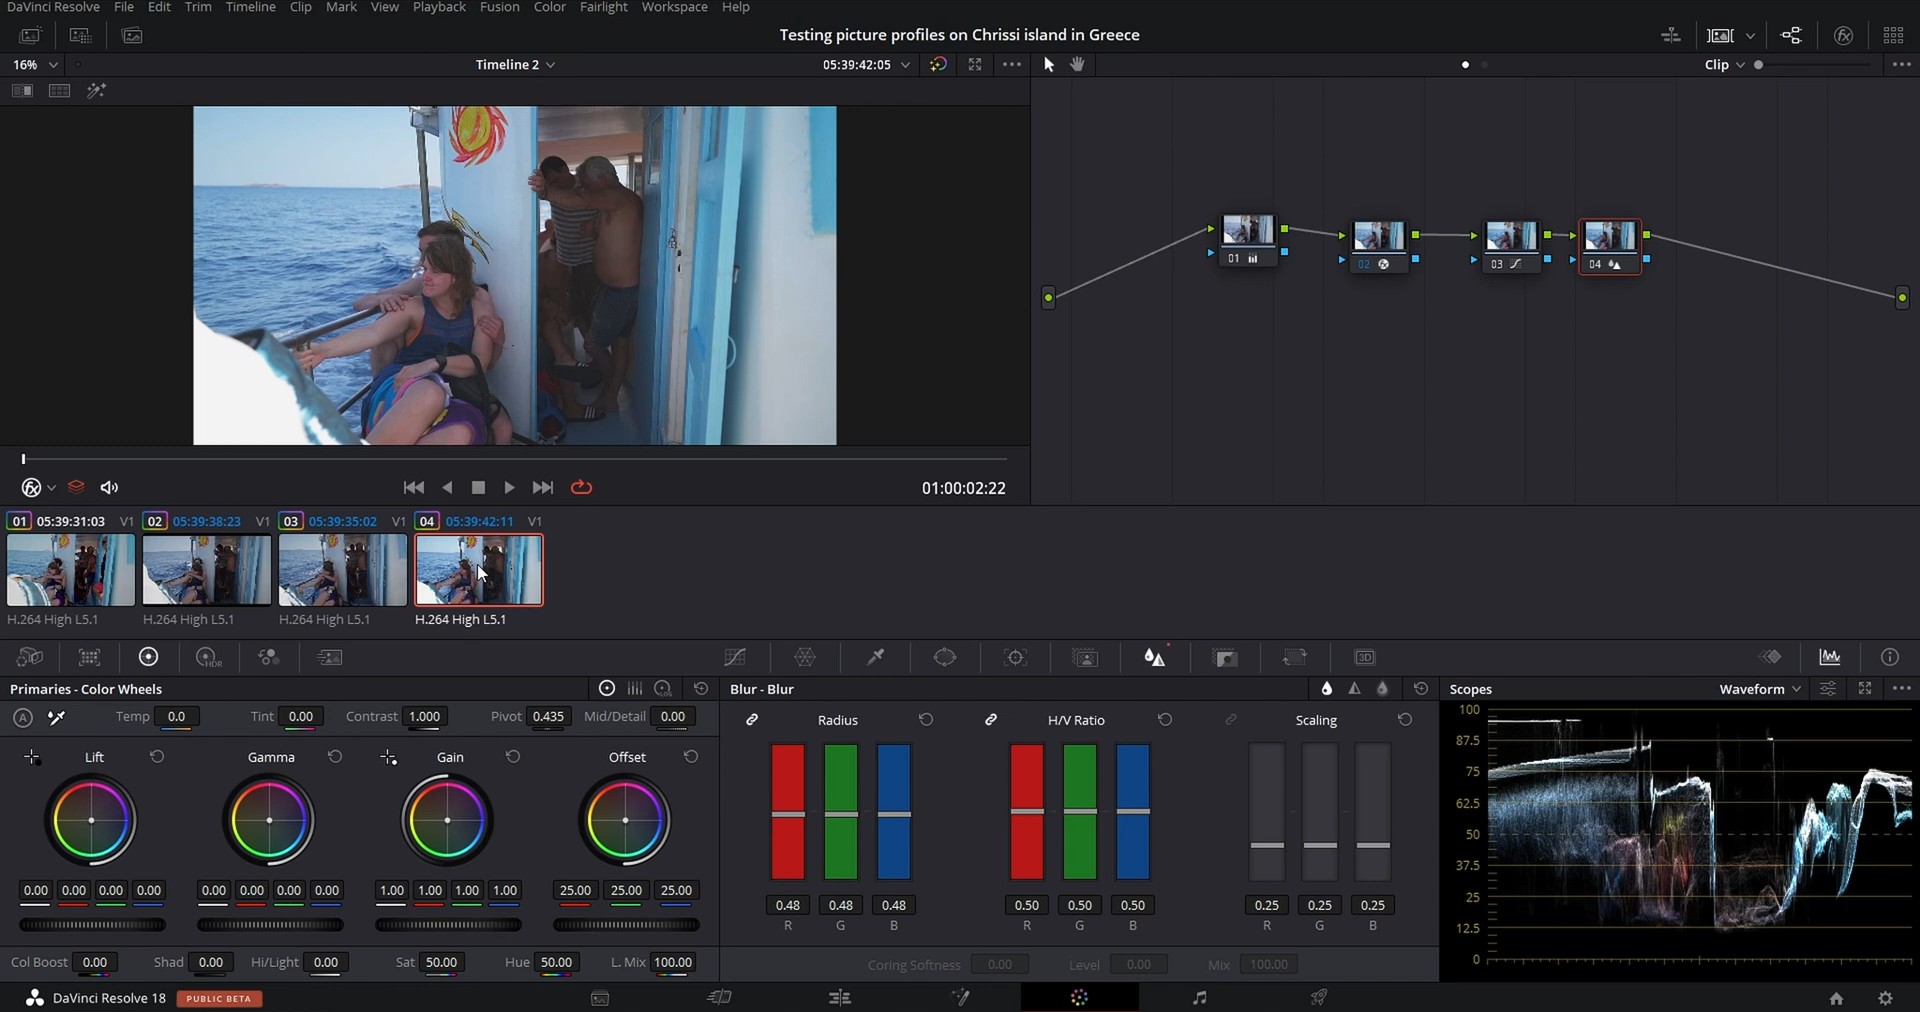 DaVinci Resolve File Edit Trim Timeline Clip Mark View Playback Fusion Color Fairlight Workspace Help
Testing picture profiles on Chrissi island in Greece
16% Timeline 2 05:39:42:05 Clip
01 02 03 04
01:00:02:22
01 05:39:31:03 V1 02 05:39:38:23 V1 03 05:39:35:02 V1 04 05:39:42:11 V1
H.264 High L5.1 H.264 High L5.1 H.264 High L5.1 H.264 High L5.1
HDR 3D
Primaries - Color Wheels LOG Blur - Blur Scopes Waveform
A Temp 0.0 Tint 0.00 Contrast 1.000 Pivot 0.435 Mid/Detail 0.00 Radius H/V Ratio Scaling
Lift Gamma Gain Offset
0.00 0.00 0.00 0.00 0.00 0.00 0.00 0.00 1.00 1.00 1.00 1.00 25.00 25.00 25.00
0.48 0.48 0.48 0.50 0.50 0.50 0.25 0.25 0.25
R G B R G B R G B
Col Boost 0.00 Shad 0.00 Hi/Light 0.00 Sat 50.00 Hue 50.00 L. Mix 100.00
Coring Softness 0.00 Level 0.00 Mix 100.00
100
87.5
75
62.5
50
37.5
25
12.5
0
DaVinci Resolve 18 PUBLIC BETA